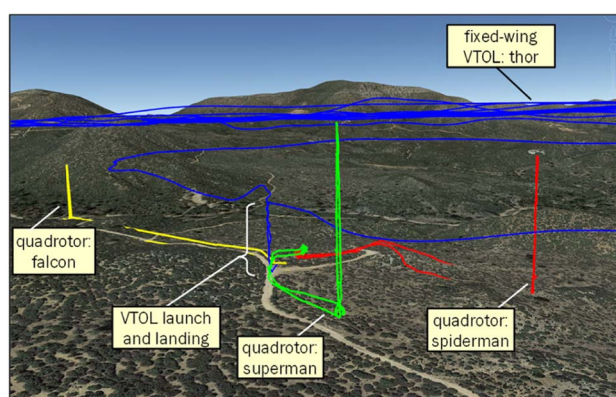 fixed-wing
VTOL: thor
quadrotor:
falcon
VTOL launch
and landing
quadrotor:
superman
quadrotor:
spiderman